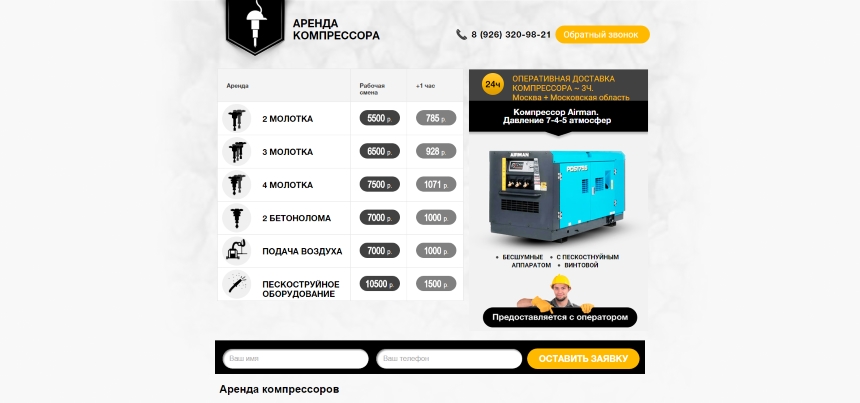 АРЕНДА
КОМПРЕССОРА
8 (926) 320-98-21
Обратный звонок
Аренда
Рабочая
смена
+1 час
2 МОЛОТКА
5500 р.
785 р.
3 МОЛОТКА
6500 р.
928 р.
4 МОЛОТКА
7500 р.
1071 р.
2 БЕТОНОЛОМА
7000 р.
1000 р.
ПОДАЧА ВОЗДУХА
7000 р.
1000 р.
ПЕСКОСТРУЙНОЕ
ОБОРУДОВАНИЕ
10500 р.
1500 р.
24ч
ОПЕРАТИВНАЯ ДОСТАВКА
КОМПРЕССОРА ~ 3Ч.
Москва + Московская область
Компрессор Airman.
Давление 7-4-5 атмосфер
AIRMAN
• БЕСШУМНЫЕ • С ПЕСКОСТНУЙНЫМ
АППАРАТОМ • ВИНТОВОЙ
Предоставляется с оператором
Ваш имя
Ваш телефон
ОСТАВИТЬ ЗАЯВКУ
Аренда компрессоров